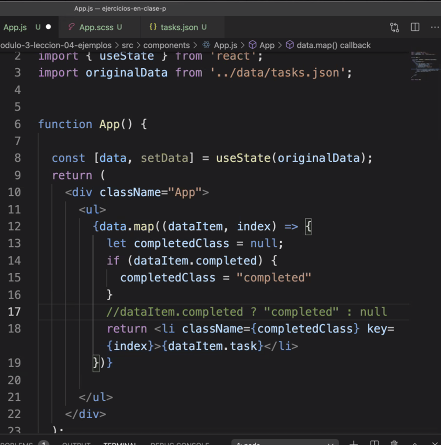 App.js — ejercicios-en-clase-p
App.js U
App.scss U
{} tasks.json U
odulo-3-leccion-04-ejemplos > src > components > App.js > App > data.map() callback
2 import { useState } from 'react';
3 import originalData from '../data/tasks.json';
4
5
6 function App() {
7
8 const [data, setData] = useState(originalData);
9 return (
10 <div className="App">
11 <ul>
12 {data.map((dataItem, index) => {
13 let completedClass = null;
14 if (dataItem.completed) {
15 completedClass = "completed"
16 }
17 //dataItem.completed ? "completed" : null
18 return <li className={completedClass} key=
{index}>{dataItem.task}</li>
19 })}
20
21 </ul>
22 </div>
23 );
OUTPUT TERMINAL DEBUG CONSOLE